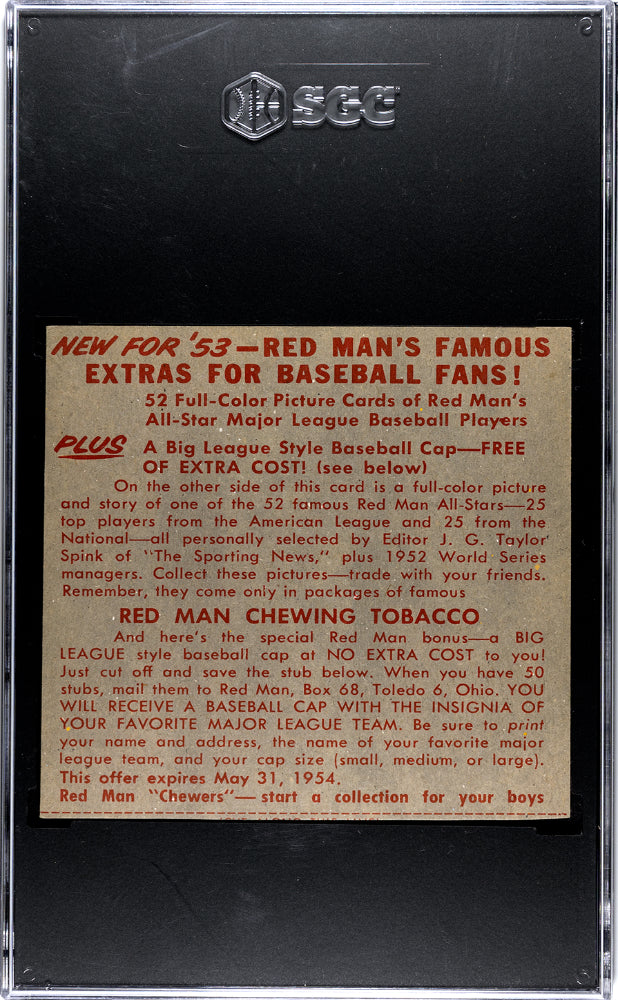 SGC
NEW FOR '53—RED MAN'S FAMOUS
EXTRAS FOR BASEBALL FANS!
52 Full-Color Picture Cards of Red Man's
All-Star Major League Baseball Players
PLUS A Big League Style Baseball Cap—FREE
OF EXTRA COST! (see below)
On the other side of this card is a full-color picture
and story of one of the 52 famous Red Man All-Stars—25
top players from the American League and 25 from the
National—all personally selected by Editor J. G. Taylor
Spink of "The Sporting News," plus 1952 World Series
managers. Collect these pictures—trade with your friends.
Remember, they come only in packages of famous
RED MAN CHEWING TOBACCO
And here's the special Red Man bonus—a BIG
LEAGUE style baseball cap at NO EXTRA COST to you!
Just cut off and save the stub below. When you have 50
stubs, mail them to Red Man, Box 68, Toledo 6, Ohio. YOU
WILL RECEIVE A BASEBALL CAP WITH THE INSIGNIA OF
YOUR FAVORITE MAJOR LEAGUE TEAM. Be sure to print
your name and address, the name of your favorite major
league team, and your cap size (small, medium, or large).
This offer expires May 31, 1954.
Red Man "Chewers"—start a collection for your boys